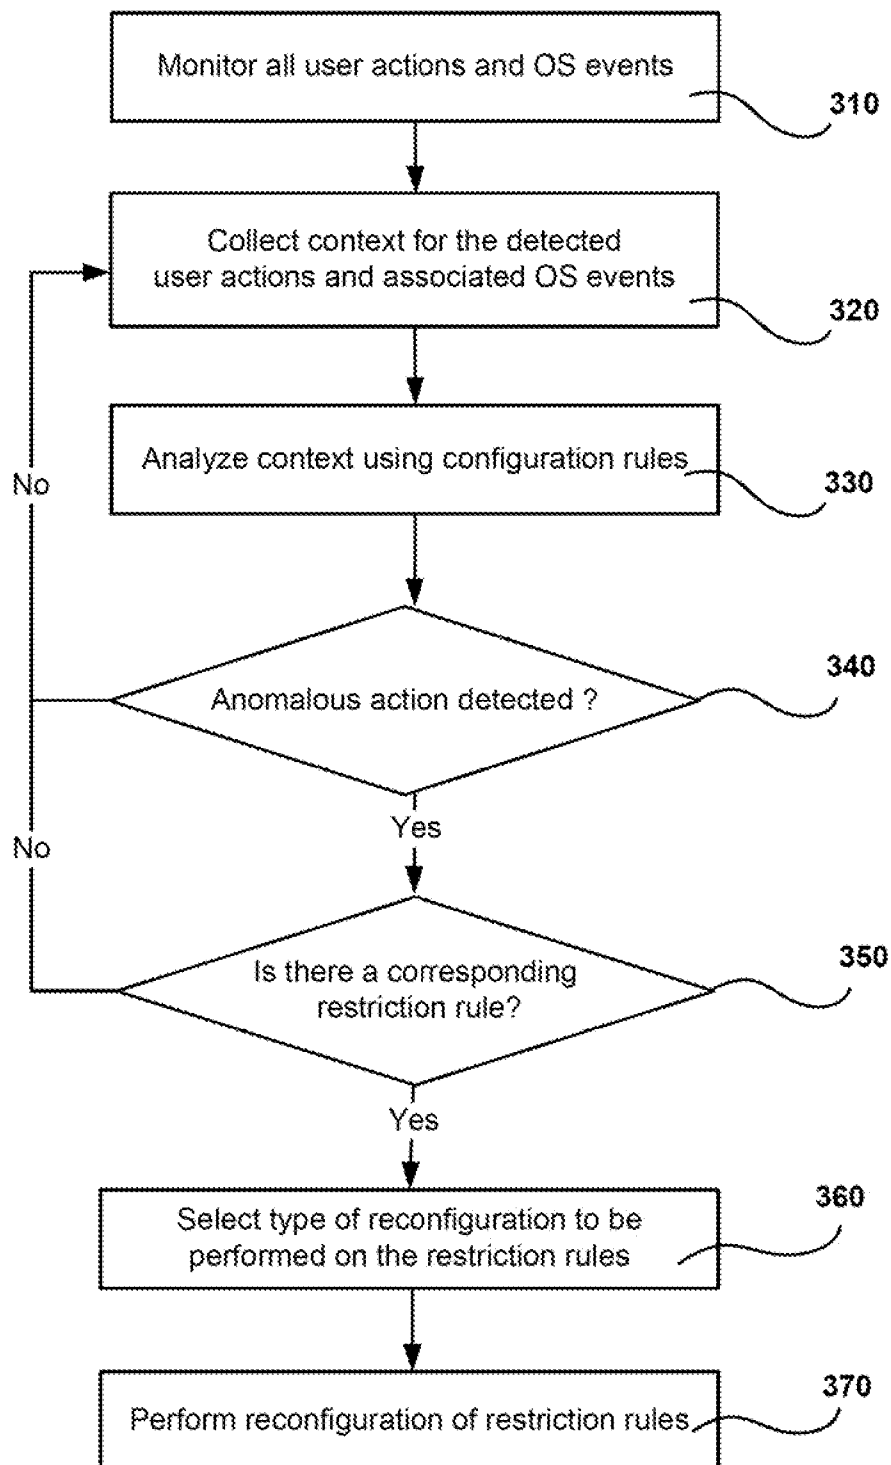 Monitor all user actions and OS events
310
Collect context for the detected
user actions and associated OS events
320
Analyze context using configuration rules
330
No
Anomalous action detected ?
340
Yes
No
Is there a corresponding
restriction rule?
350
Yes
Select type of reconfiguration to be
performed on the restriction rules
360
Perform reconfiguration of restriction rules
370